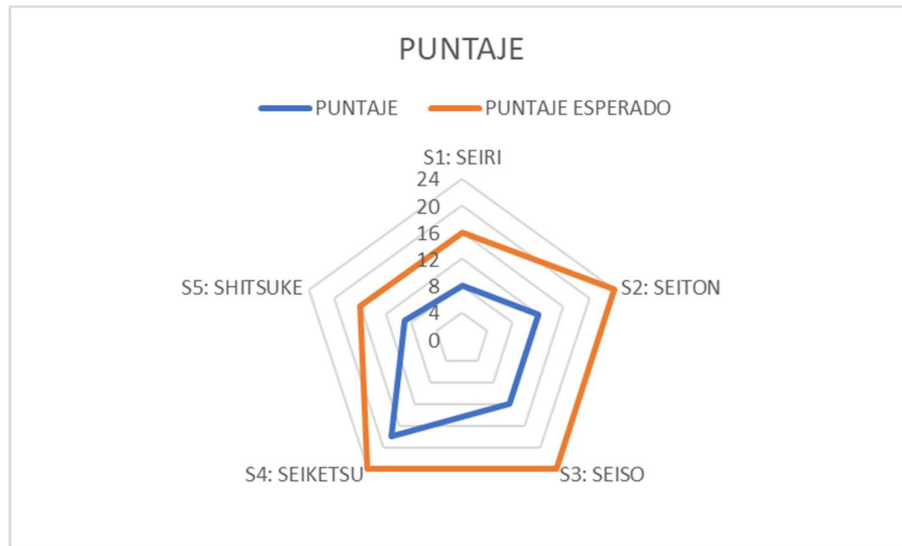 PUNTAJE
PUNTAJE PUNTAJE ESPERADO
S1: SEIRI
24
20
16
12
8
4
0
S2: SEITON
S5: SHITSUKE
S4: SEIKETSU
S3: SEISO